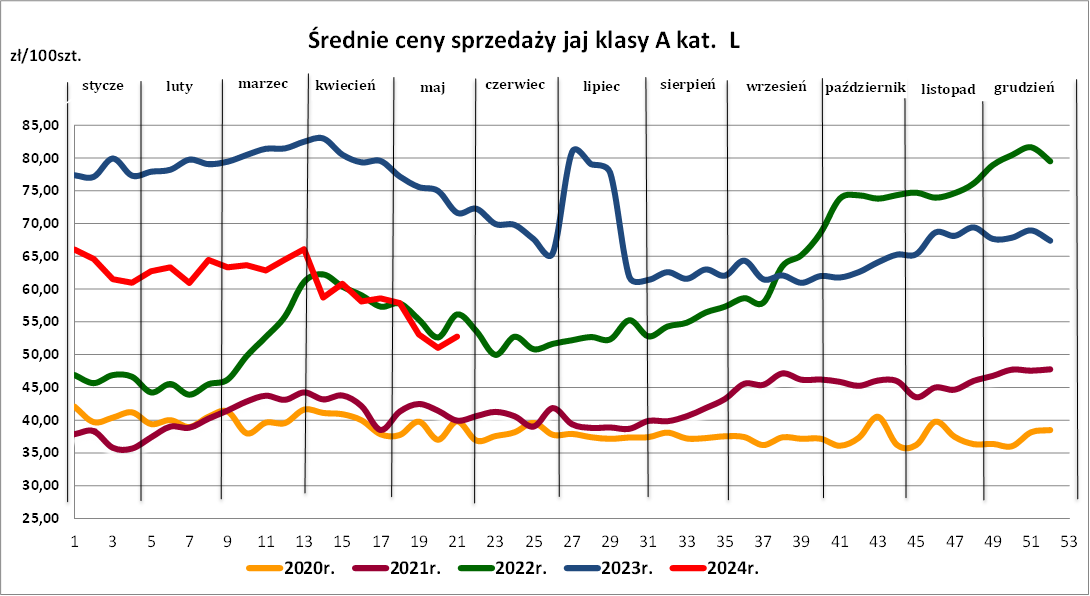 Średnie ceny sprzedaży jaj klasy A kat. L
zł/100szt.
stycze luty marzec kwiecień maj czerwiec lipiec sierpień wrzesień październik listopad grudzień
85,00
80,00
75,00
70,00
65,00
60,00
55,00
50,00
45,00
40,00
35,00
30,00
25,00
1 3 5 7 9 11 13 15 17 19 21 23 25 27 29 31 33 35 37 39 41 43 45 47 49 51 53
2020r. 2021r. 2022r. 2023r. 2024r.